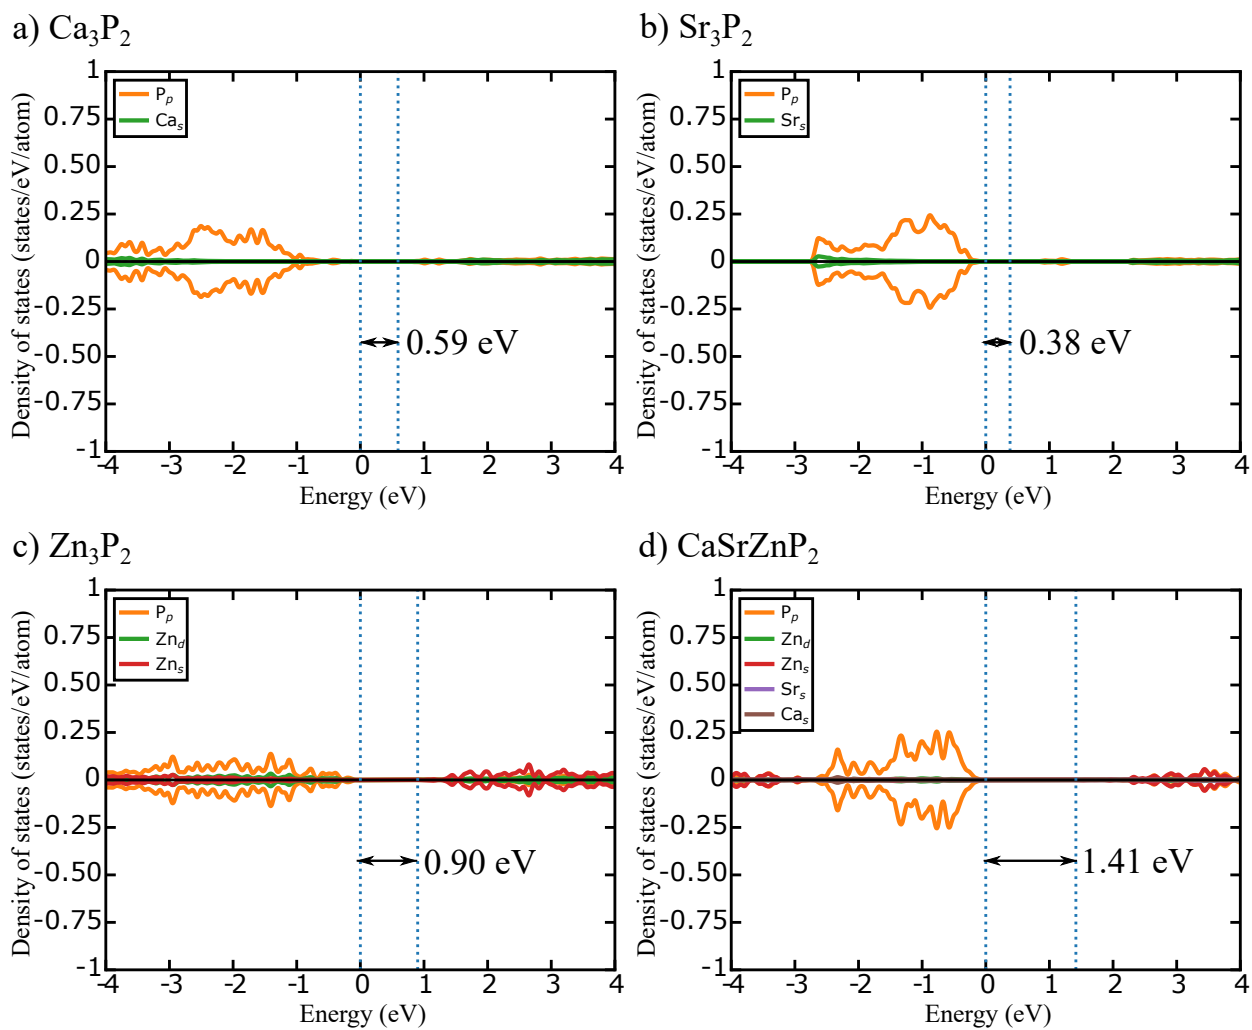 a) Ca₃P₂
1
0.75
0.50
0.25
0
-0.25
-0.50
-0.75
-1
Density of states (states/eV/atom)
Pₚ
Caₛ
0.59 eV
-4 -3 -2 -1 0 1 2 3 4
Energy (eV)
b) Sr₃P₂
1
0.75
0.50
0.25
0
-0.25
-0.50
-0.75
-1
Density of states (states/eV/atom)
Pₚ
Srₛ
0.38 eV
-4 -3 -2 -1 0 1 2 3 4
Energy (eV)
c) Zn₃P₂
1
0.75
0.50
0.25
0
-0.25
-0.50
-0.75
-1
Density of states (states/eV/atom)
Pₚ
Zn_d
Znₛ
0.90 eV
-4 -3 -2 -1 0 1 2 3 4
Energy (eV)
d) CaSrZnP₂
1
0.75
0.50
0.25
0
-0.25
-0.50
-0.75
-1
Density of states (states/eV/atom)
Pₚ
Zn_d
Znₛ
Srₛ
Caₛ
1.41 eV
-4 -3 -2 -1 0 1 2 3 4
Energy (eV)